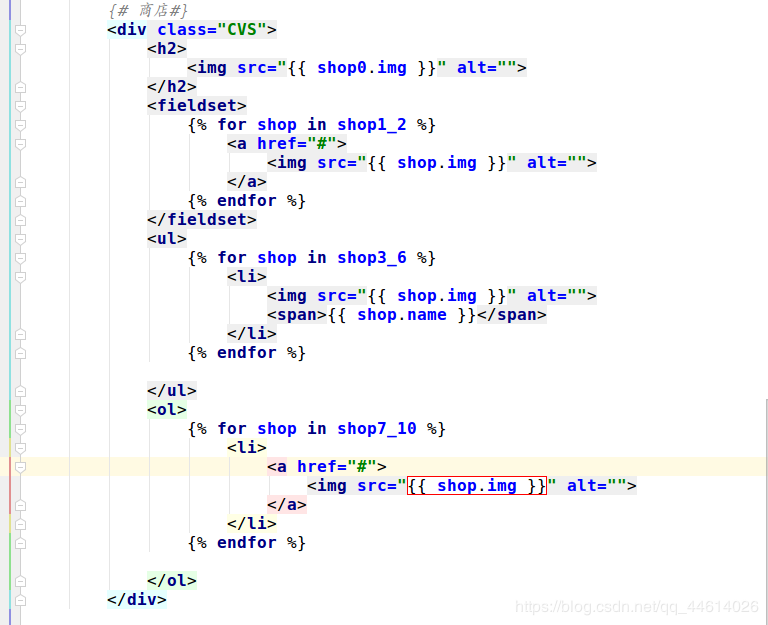 {# 商店#}
<div class="CVS">
<h2>
<img src="{{ shop0.img }}" alt="">
</h2>
<fieldset>
{% for shop in shop1_2 %}
<a href="#">
<img src="{{ shop.img }}" alt="">
</a>
{% endfor %}
</fieldset>
<ul>
{% for shop in shop3_6 %}
<li>
<img src="{{ shop.img }}" alt="">
<span>{{ shop.name }}</span>
</li>
{% endfor %}
</ul>
<ol>
{% for shop in shop7_10 %}
<li>
<a href="#">
<img src="{{ shop.img }}" alt="">
</a>
</li>
{% endfor %}
</ol>
</div>
https://blog.csdn.net/qq_44614026